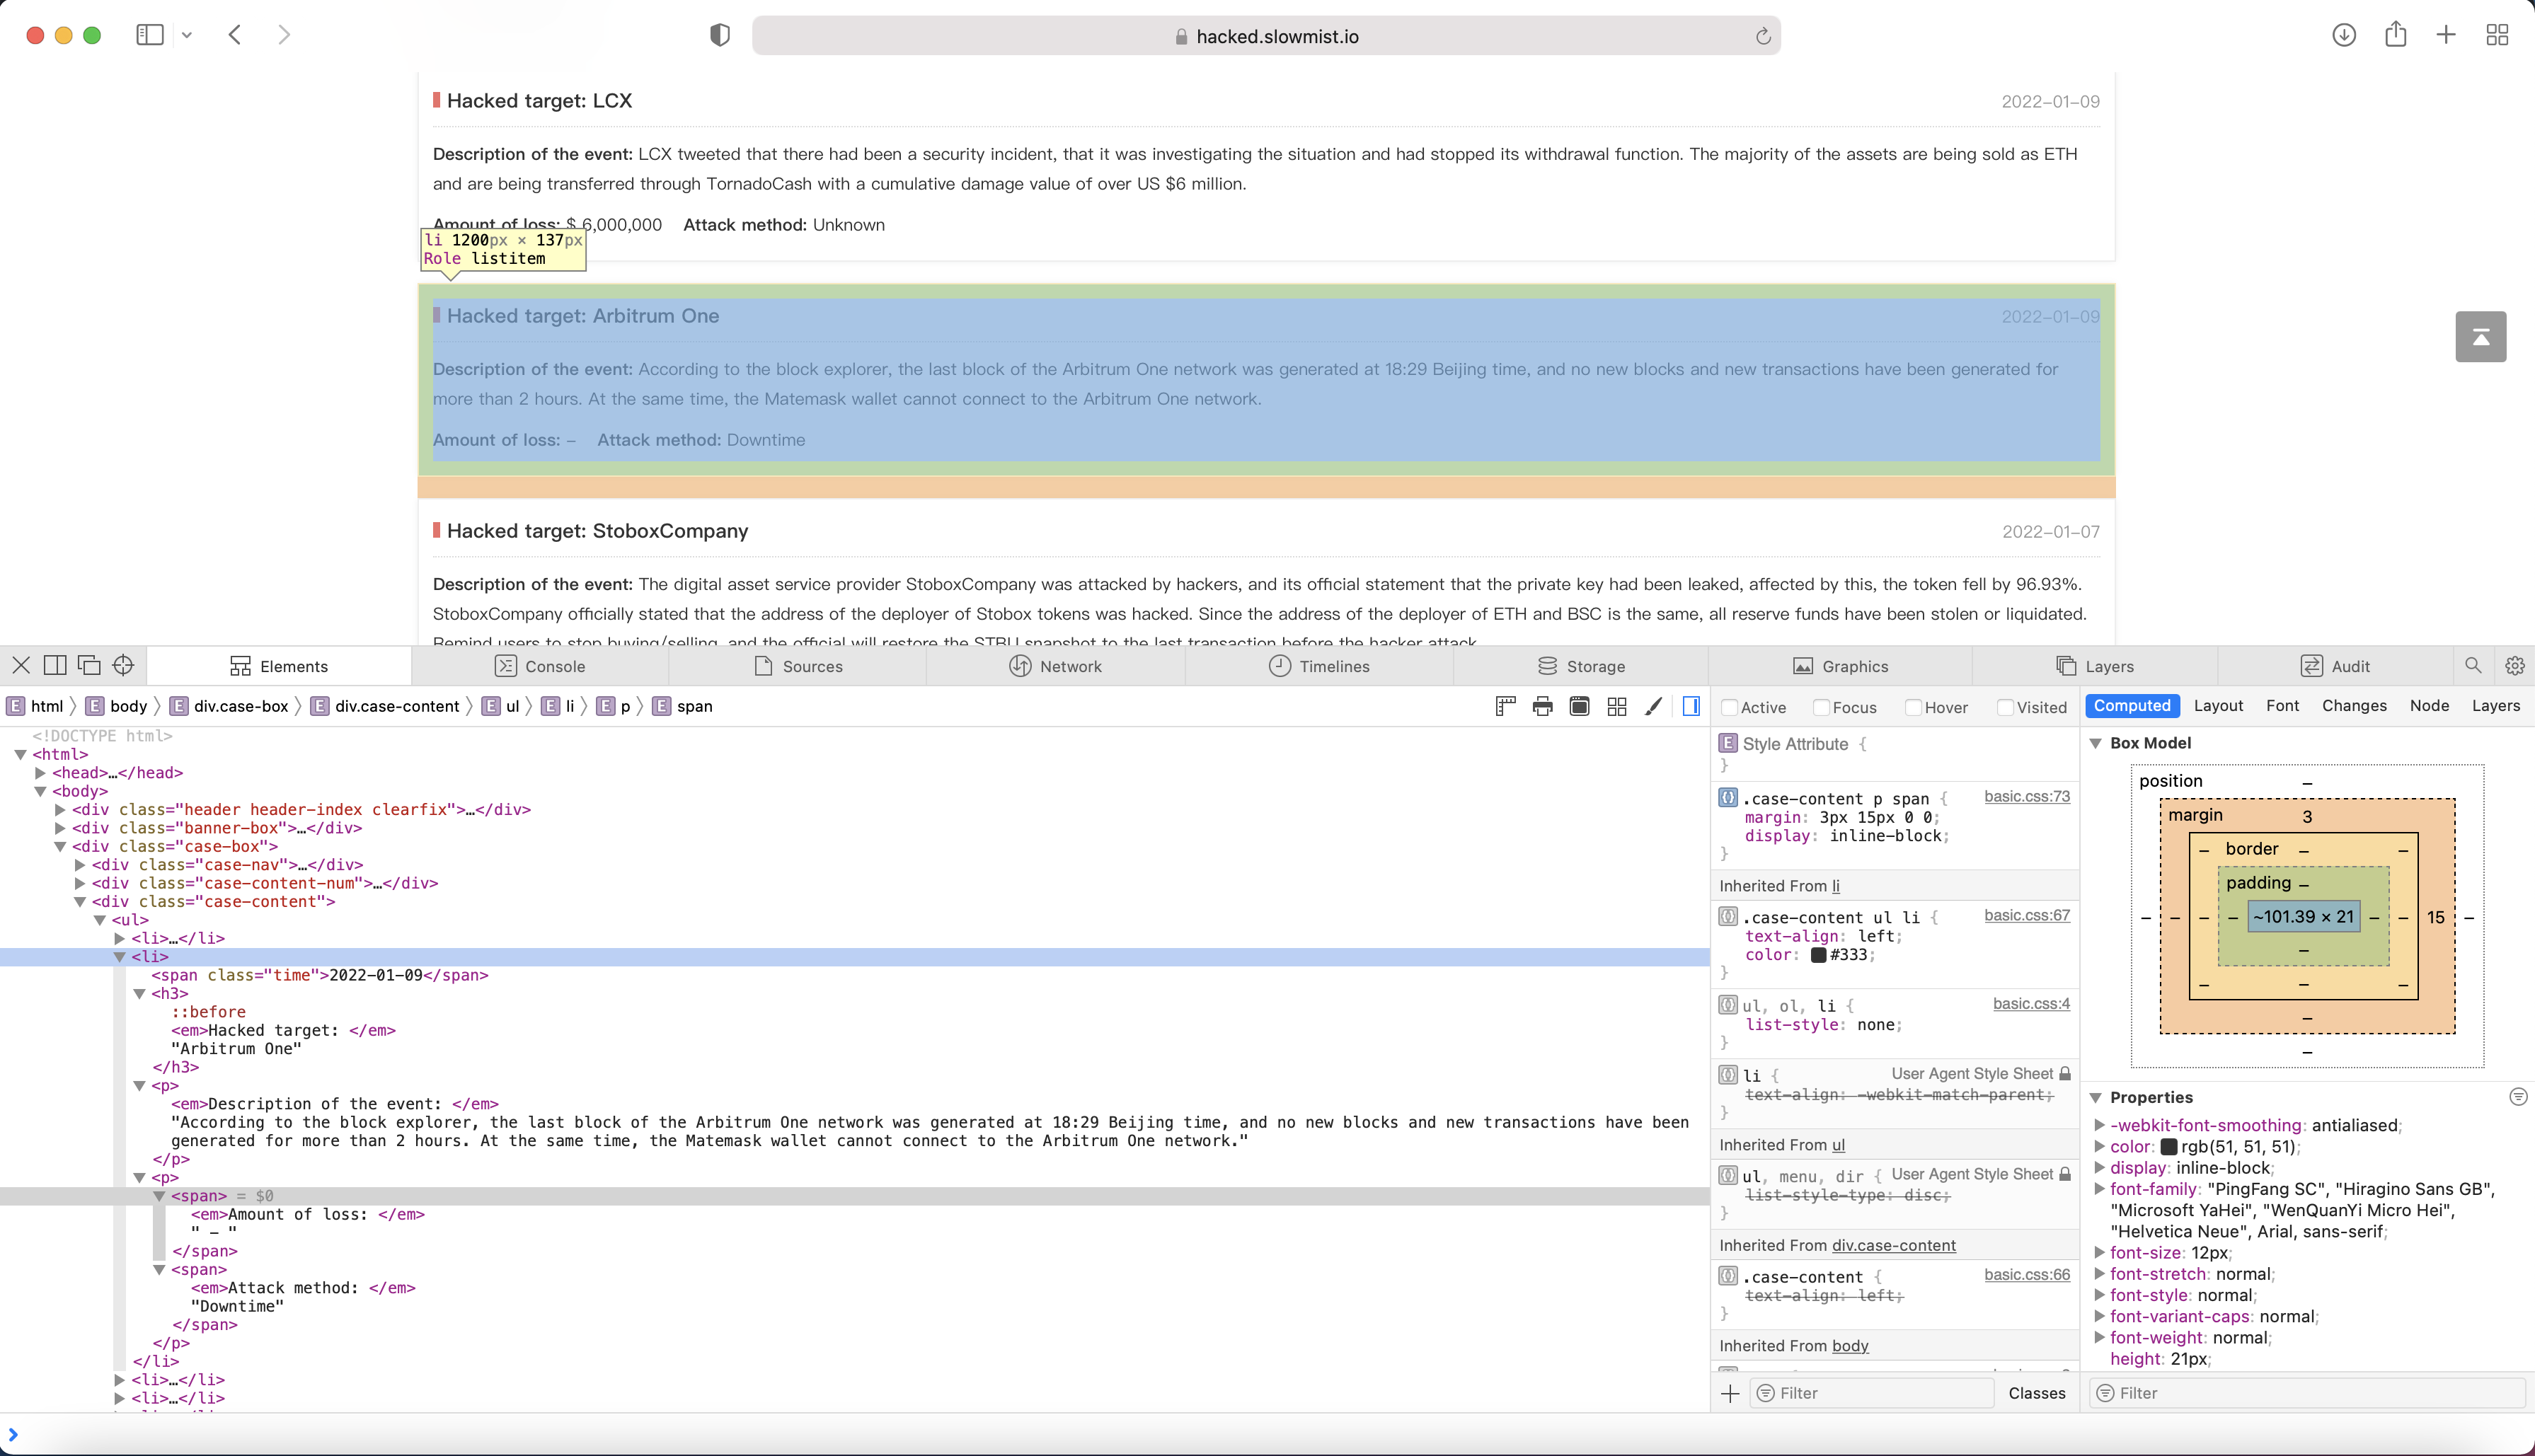 hacked.slowmist.io
Hacked target: LCX
2022-01-09
Description of the event: LCX tweeted that there had been a security incident, that it was investigating the situation and had stopped its withdrawal function. The majority of the assets are being sold as ETH
and are being transferred through TornadoCash with a cumulative damage value of over US $6 million.
Amount of loss: $ 6,000,000 Attack method: Unknown
li 1200px × 137px
Role listitem
Hacked target: Arbitrum One
2022-01-09
Description of the event: According to the block explorer, the last block of the Arbitrum One network was generated at 18:29 Beijing time, and no new blocks and new transactions have been generated for
more than 2 hours. At the same time, the Matemask wallet cannot connect to the Arbitrum One network.
Amount of loss: – Attack method: Downtime
Hacked target: StoboxCompany
2022-01-07
Description of the event: The digital asset service provider StoboxCompany was attacked by hackers, and its official statement that the private key had been leaked, affected by this, the token fell by 96.93%.
StoboxCompany officially stated that the address of the deployer of Stobox tokens was hacked. Since the address of the deployer of ETH and BSC is the same, all reserve funds have been stolen or liquidated.
Remind users to stop buying/selling, and the official will restore the STBU snapshot to the last transaction before the hacker attack.
Elements Console Sources Network Timelines Storage Graphics Layers Audit
E html E body E div.case-box E div.case-content E ul E li E p E span
<!DOCTYPE html>
<html>
<head>…</head>
<body>
<div class="header header-index clearfix">…</div>
<div class="banner-box">…</div>
<div class="case-box">
<div class="case-nav">…</div>
<div class="case-content-num">…</div>
<div class="case-content">
<ul>
<li>…</li>
<li>
<span class="time">2022-01-09</span>
<h3>
::before
<em>Hacked target: </em>
"Arbitrum One"
</h3>
<p>
<em>Description of the event: </em>
"According to the block explorer, the last block of the Arbitrum One network was generated at 18:29 Beijing time, and no new blocks and new transactions have been
generated for more than 2 hours. At the same time, the Matemask wallet cannot connect to the Arbitrum One network."
</p>
<p>
<span> = $0
<em>Amount of loss: </em>
" – "
</span>
<span>
<em>Attack method: </em>
"Downtime"
</span>
</p>
</li>
<li>…</li>
<li>…</li>
Active Focus Hover Visited
E Style Attribute {
}
.case-content p span { basic.css:73
margin: 3px 15px 0 0;
display: inline-block;
}
Inherited From li
.case-content ul li { basic.css:67
text-align: left;
color: #333;
}
ul, ol, li { basic.css:4
list-style: none;
}
li { User Agent Style Sheet
text-align: -webkit-match-parent;
}
Inherited From ul
ul, menu, dir { User Agent Style Sheet
list-style-type: disc;
}
Inherited From div.case-content
.case-content { basic.css:66
text-align: left;
}
Inherited From body
Filter Classes
Computed Layout Font Changes Node Layers
Box Model
position –
margin 3
– border – –
padding –
– – – – ~101.39 × 21 – – 15 –
–
– – –
–
–
Properties
-webkit-font-smoothing: antialiased;
color: rgb(51, 51, 51);
display: inline-block;
font-family: "PingFang SC", "Hiragino Sans GB",
"Microsoft YaHei", "WenQuanYi Micro Hei",
"Helvetica Neue", Arial, sans-serif;
font-size: 12px;
font-stretch: normal;
font-style: normal;
font-variant-caps: normal;
font-weight: normal;
height: 21px;
Filter